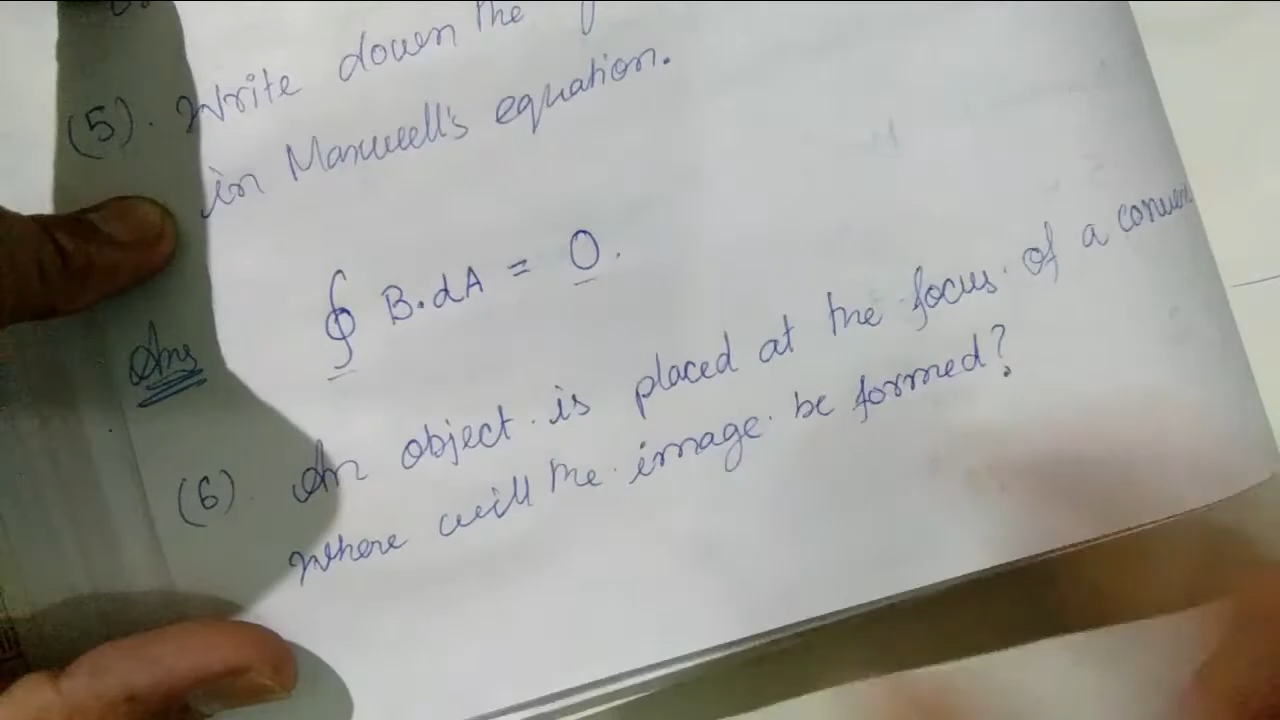 (5). Write down the
in Maxwell's equation.
∮ B.dA = 0.
Ans
(6). An object is placed at the focus of a
Where will the image be formed?